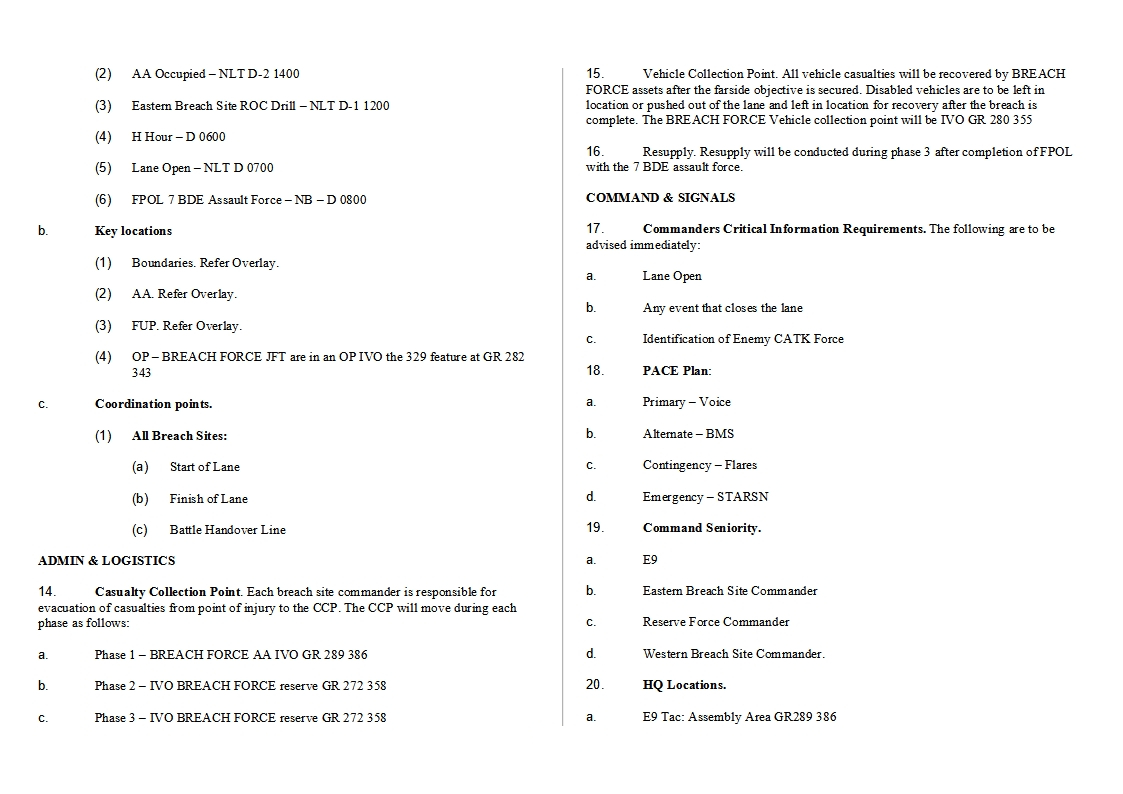 (2) AA Occupied – NLT D-2 1400
(3) Eastern Breach Site ROC Drill – NLT D-1 1200
(4) H Hour – D 0600
(5) Lane Open – NLT D 0700
(6) FPOL 7 BDE Assault Force – NB – D 0800
b. Key locations
(1) Boundaries. Refer Overlay.
(2) AA. Refer Overlay.
(3) FUP. Refer Overlay.
(4) OP – BREACH FORCE JFT are in an OP IVO the 329 feature at GR 282
343
c. Coordination points.
(1) All Breach Sites:
(a) Start of Lane
(b) Finish of Lane
(c) Battle Handover Line
ADMIN & LOGISTICS
14. Casualty Collection Point. Each breach site commander is responsible for
evacuation of casualties from point of injury to the CCP. The CCP will move during each
phase as follows:
a. Phase 1 – BREACH FORCE AA IVO GR 289 386
b. Phase 2 – IVO BREACH FORCE reserve GR 272 358
c. Phase 3 – IVO BREACH FORCE reserve GR 272 358
15. Vehicle Collection Point. All vehicle casualties will be recovered by BREACH
FORCE assets after the farside objective is secured. Disabled vehicles are to be left in
location or pushed out of the lane and left in location for recovery after the breach is
complete. The BREACH FORCE Vehicle collection point will be IVO GR 280 355
16. Resupply. Resupply will be conducted during phase 3 after completion of FPOL
with the 7 BDE assault force.
COMMAND & SIGNALS
17. Commanders Critical Information Requirements. The following are to be
advised immediately:
a. Lane Open
b. Any event that closes the lane
c. Identification of Enemy CATK Force
18. PACE Plan:
a. Primary – Voice
b. Alternate – BMS
c. Contingency – Flares
d. Emergency – STARSN
19. Command Seniority.
a. E9
b. Eastern Breach Site Commander
c. Reserve Force Commander
d. Western Breach Site Commander.
20. HQ Locations.
a. E9 Tac: Assembly Area GR289 386